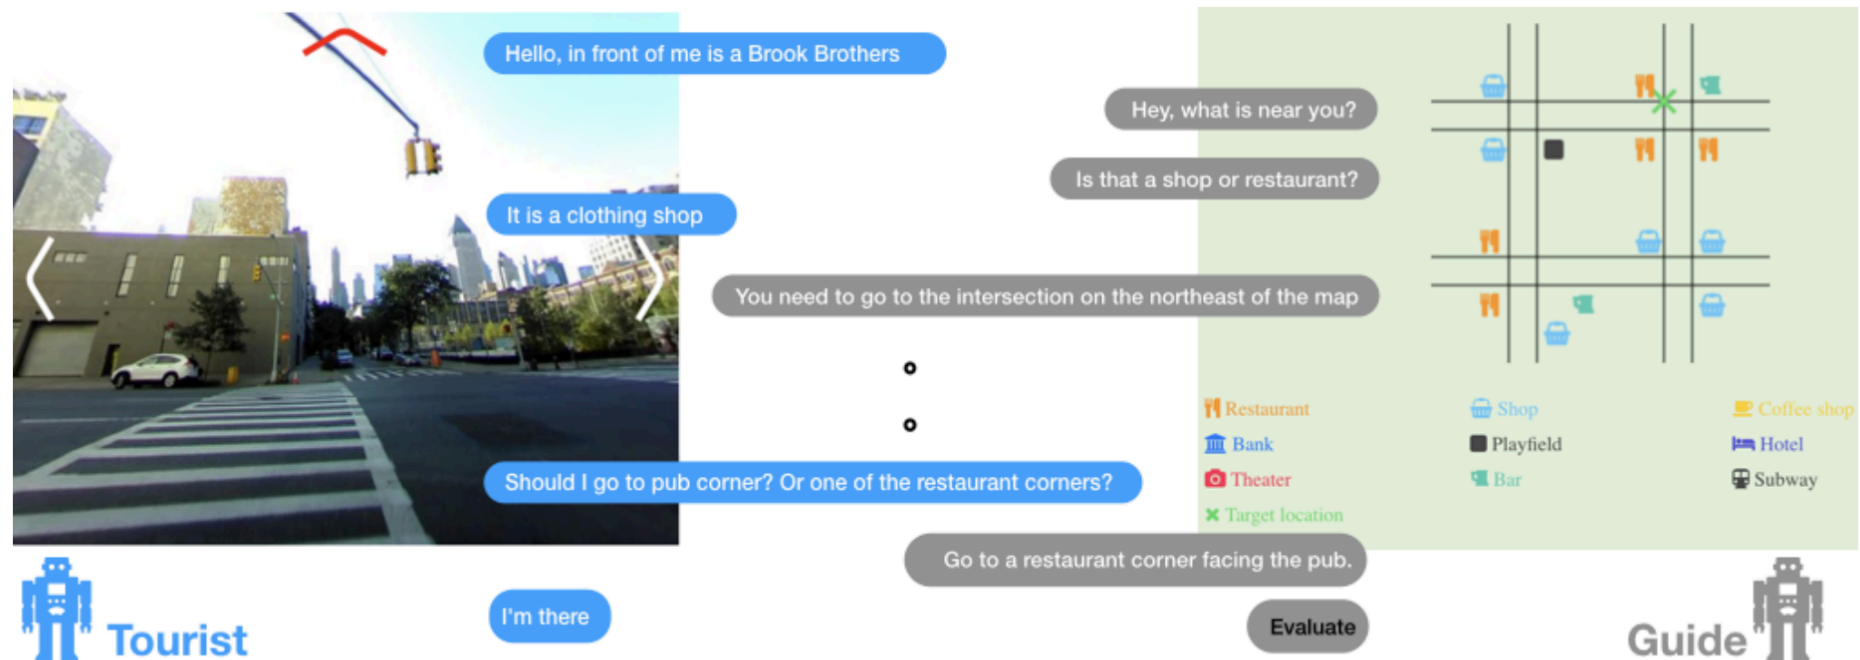 Hello, in front of me is a Brook Brothers
Hey, what is near you?
Is that a shop or restaurant?
It is a clothing shop
You need to go to the intersection on the northeast of the map
Should I go to pub corner? Or one of the restaurant corners?
Go to a restaurant corner facing the pub.
I'm there
Evaluate
Restaurant
Shop
Coffee shop
Bank
Playfield
Hotel
Theater
Bar
Subway
Target location
Tourist
Guide